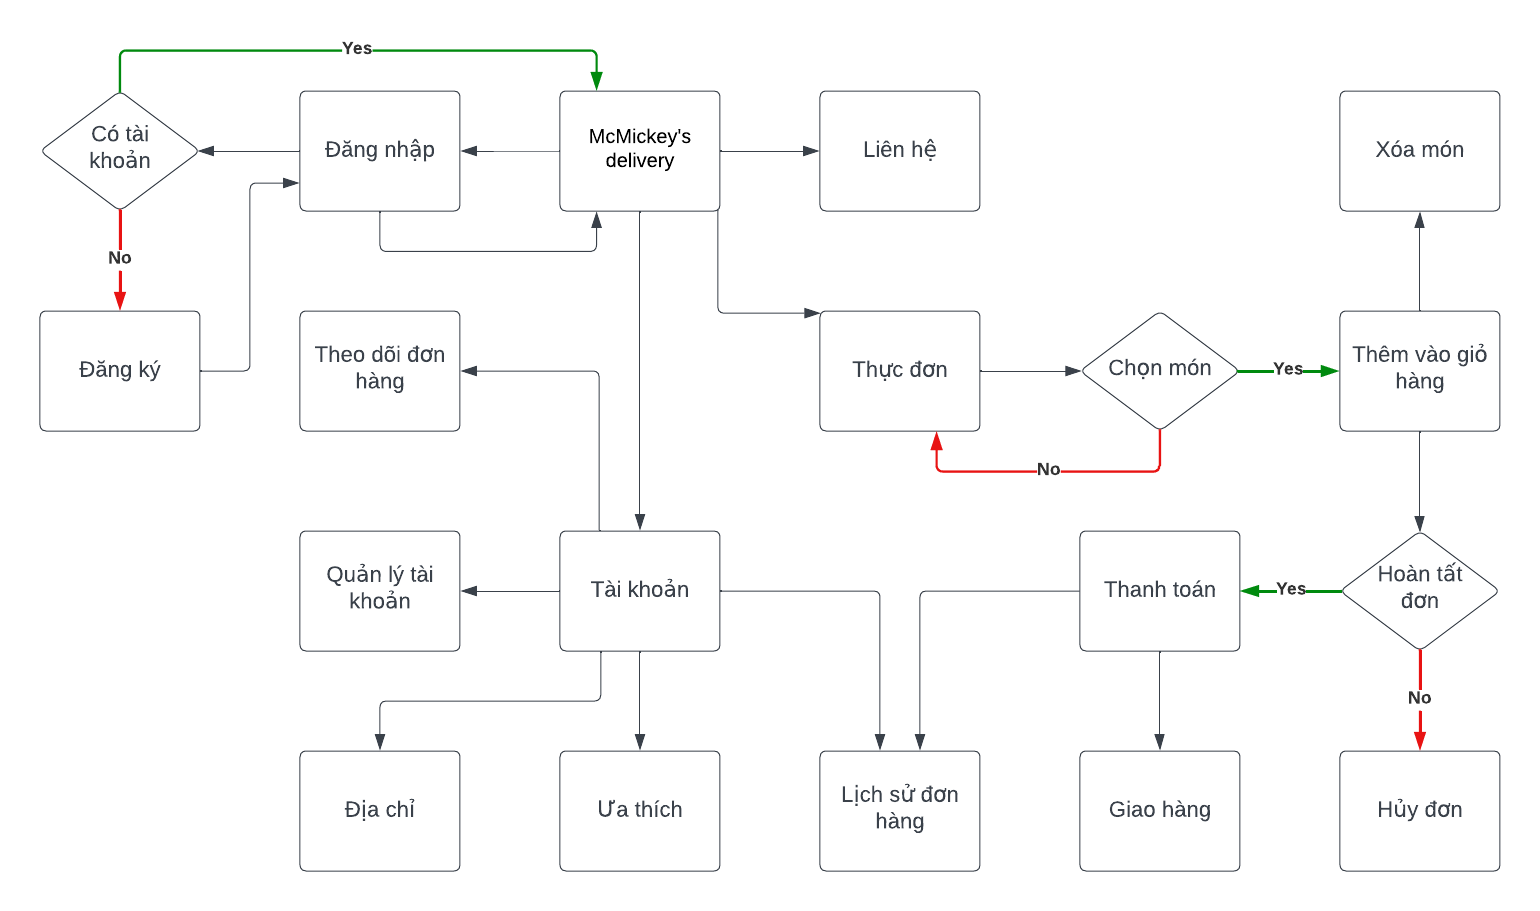 Yes
Có tài
khoản
Đăng nhập
McMickey's
delivery
Liên hệ
Xóa món
No
Đăng ký
Theo dõi đơn
hàng
Thực đơn
Chọn món
Yes
Thêm vào giỏ
hàng
No
Quản lý tài
khoản
Tài khoản
Thanh toán
Yes
Hoàn tất
đơn
No
Địa chỉ
Ưa thích
Lịch sử đơn
hàng
Giao hàng
Hủy đơn